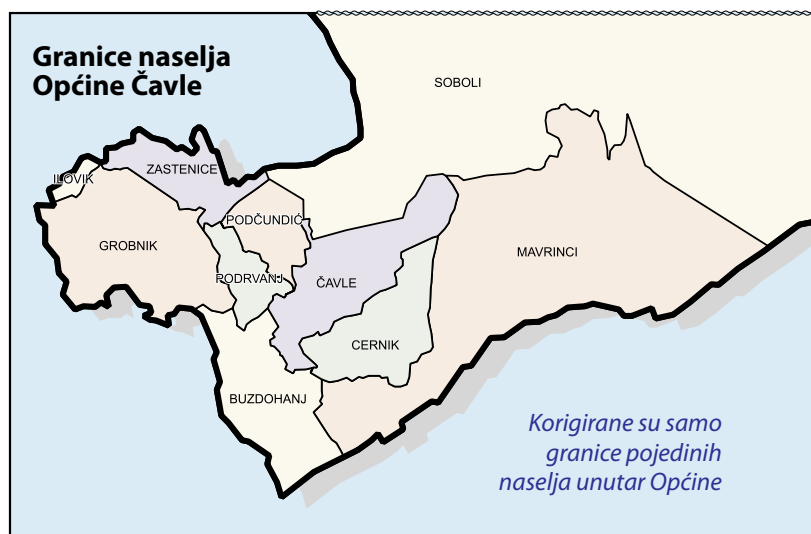 Granice naselja
Općine Čavle
SOBOLI
ZASTENICE
ILOVIK
PODČUNDIĆ
GROBNIK
MAVRINCI
PODRVANJ
ČAVLE
CERNIK
BUZDOHANJ
Korigirane su samo
granice pojedinih
naselja unutar Općine